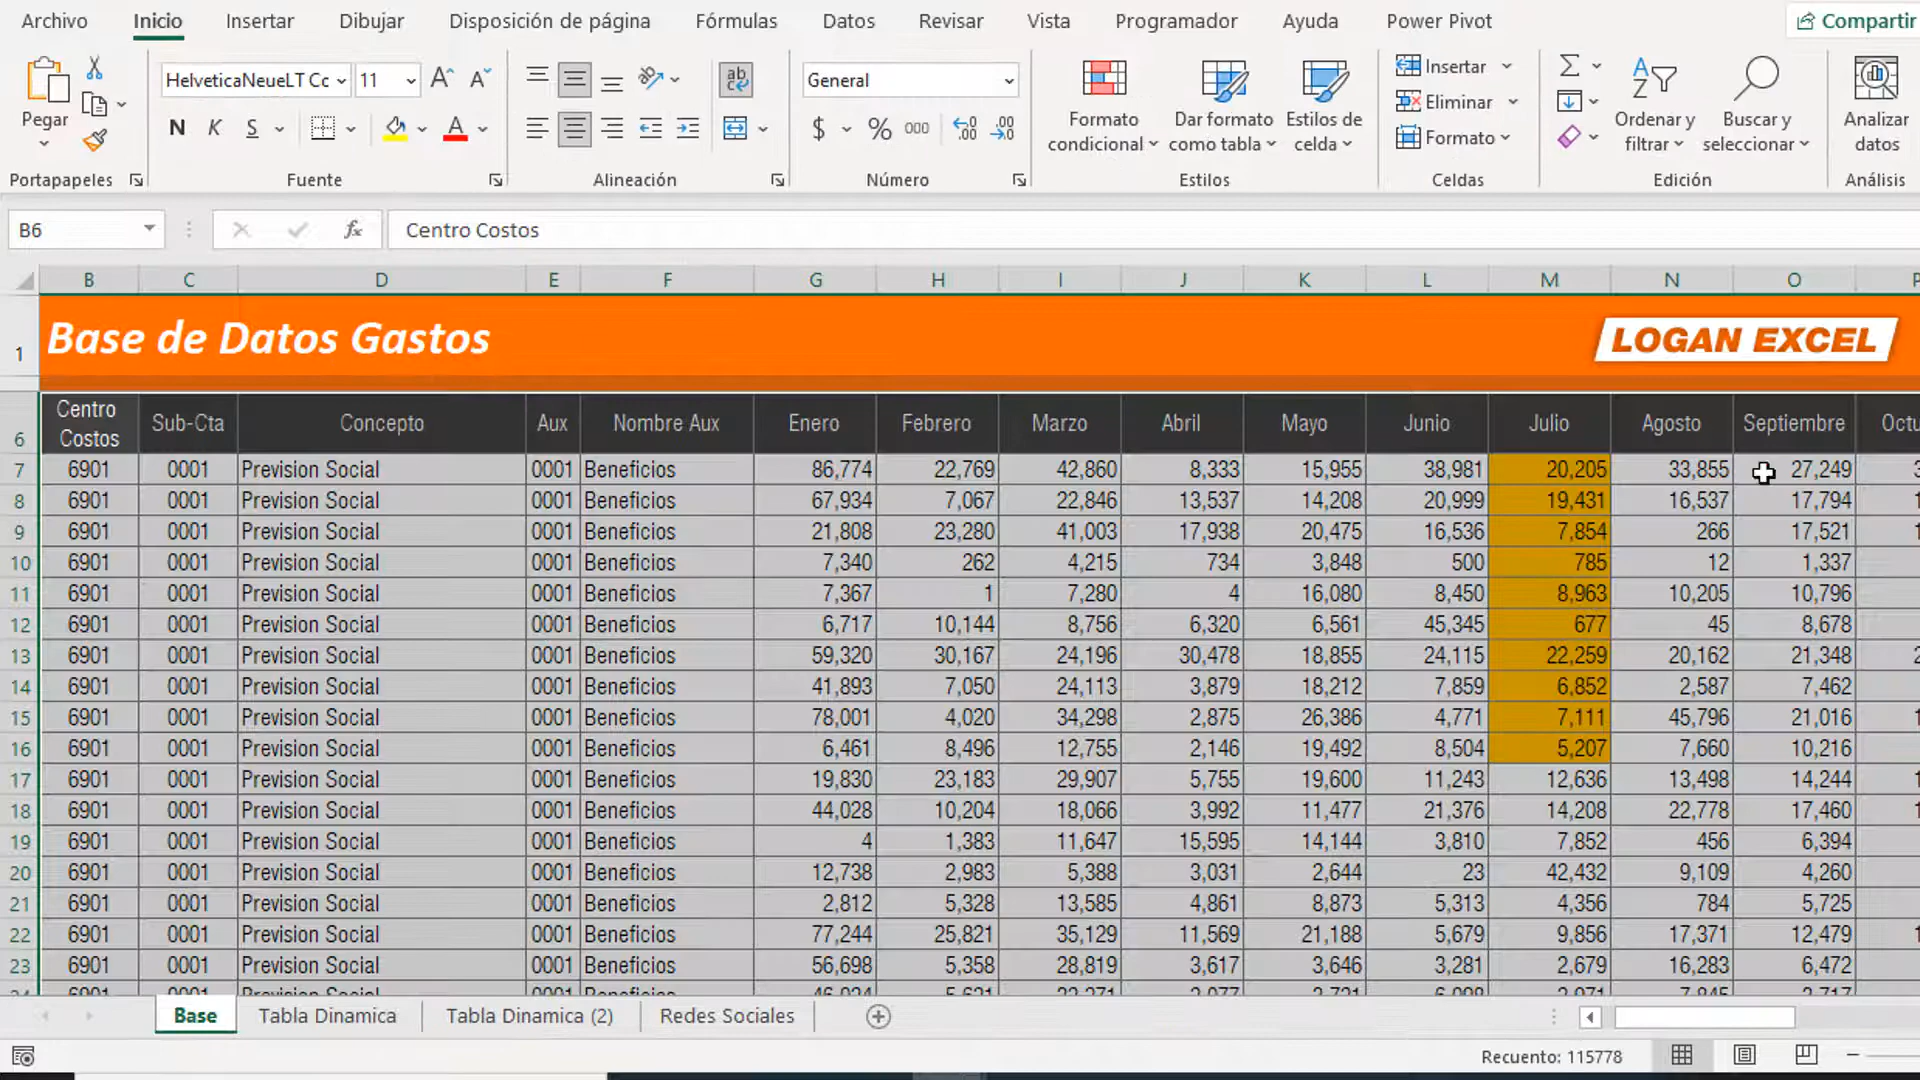 Archivo Inicio Insertar Dibujar Disposición de página Fórmulas Datos Revisar Vista Programador Ayuda Power Pivot Compartir
Pegar
Portapapeles
HelveticaNeueLT Cc 11
N K S
Fuente
Alineación
General
$ % 000
Número
Formato condicional
Dar formato como tabla
Estilos de celda
Estilos
Insertar
Eliminar
Formato
Celdas
Ordenar y filtrar
Buscar y seleccionar
Edición
Analizar datos
Análisis
B6 fx Centro Costos
B C D E F G H I J K L M N O P
1 Base de Datos Gastos LOGAN EXCEL
6 Centro Costos Sub-Cta Concepto Aux Nombre Aux Enero Febrero Marzo Abril Mayo Junio Julio Agosto Septiembre Octu
7 6901 0001 Prevision Social 0001 Beneficios 86,774 22,769 42,860 8,333 15,955 38,981 20,205 33,855 27,249
8 6901 0001 Prevision Social 0001 Beneficios 67,934 7,067 22,846 13,537 14,208 20,999 19,431 16,537 17,794
9 6901 0001 Prevision Social 0001 Beneficios 21,808 23,280 41,003 17,938 20,475 16,536 7,854 266 17,521
10 6901 0001 Prevision Social 0001 Beneficios 7,340 262 4,215 734 3,848 500 785 12 1,337
11 6901 0001 Prevision Social 0001 Beneficios 7,367 1 7,280 4 16,080 8,450 8,963 10,205 10,796
12 6901 0001 Prevision Social 0001 Beneficios 6,717 10,144 8,756 6,320 6,561 45,345 677 45 8,678
13 6901 0001 Prevision Social 0001 Beneficios 59,320 30,167 24,196 30,478 18,855 24,115 22,259 20,162 21,348
14 6901 0001 Prevision Social 0001 Beneficios 41,893 7,050 24,113 3,879 18,212 7,859 6,852 2,587 7,462
15 6901 0001 Prevision Social 0001 Beneficios 78,001 4,020 34,298 2,875 26,386 4,771 7,111 45,796 21,016
16 6901 0001 Prevision Social 0001 Beneficios 6,461 8,496 12,755 2,146 19,492 8,504 5,207 7,660 10,216
17 6901 0001 Prevision Social 0001 Beneficios 19,830 23,183 29,907 5,755 19,600 11,243 12,636 13,498 14,244
18 6901 0001 Prevision Social 0001 Beneficios 44,028 10,204 18,066 3,992 11,477 21,376 14,208 22,778 17,460
19 6901 0001 Prevision Social 0001 Beneficios 4 1,383 11,647 15,595 14,144 3,810 7,852 456 6,394
20 6901 0001 Prevision Social 0001 Beneficios 12,738 2,983 5,388 3,031 2,644 23 42,432 9,109 4,260
21 6901 0001 Prevision Social 0001 Beneficios 2,812 5,328 13,585 4,861 8,873 5,313 4,356 784 5,725
22 6901 0001 Prevision Social 0001 Beneficios 77,244 25,821 35,129 11,569 21,188 5,679 9,856 17,371 12,479
23 6901 0001 Prevision Social 0001 Beneficios 56,698 5,358 28,819 3,617 3,646 3,281 2,679 16,283 6,472
Base Tabla Dinamica Tabla Dinamica (2) Redes Sociales
Recuento: 115778